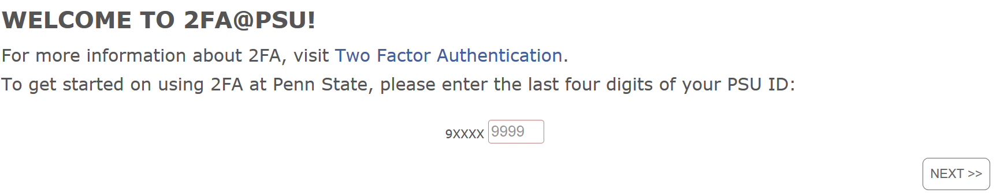 WELCOME TO 2FA@PSU!
For more information about 2FA, visit Two Factor Authentication.
To get started on using 2FA at Penn State, please enter the last four digits of your PSU ID:
9XXXX 9999
NEXT >>